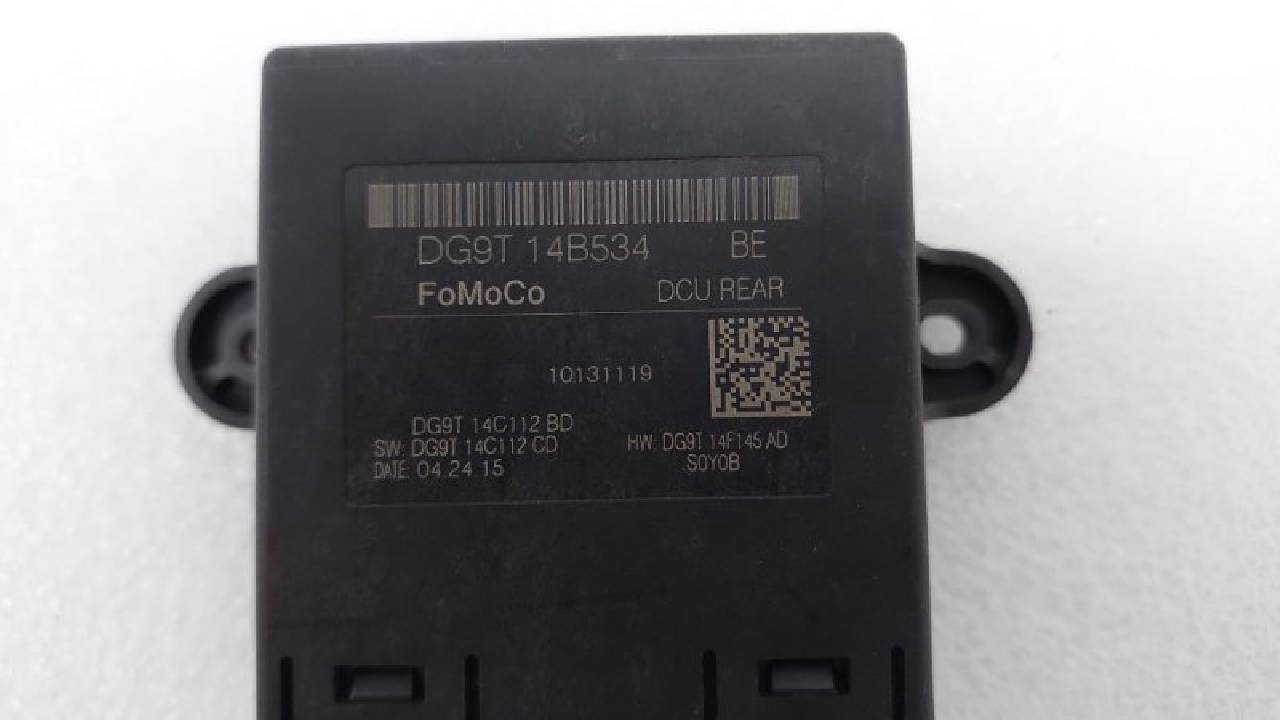 DG9T 14B534 BE
FoMoCo DCU REAR
10131119
DG9T 14C112 BD
SW: DG9T 14C112 CD HW: DG9T 14F145 AD
DATE: 04.24.15 S0Y0B